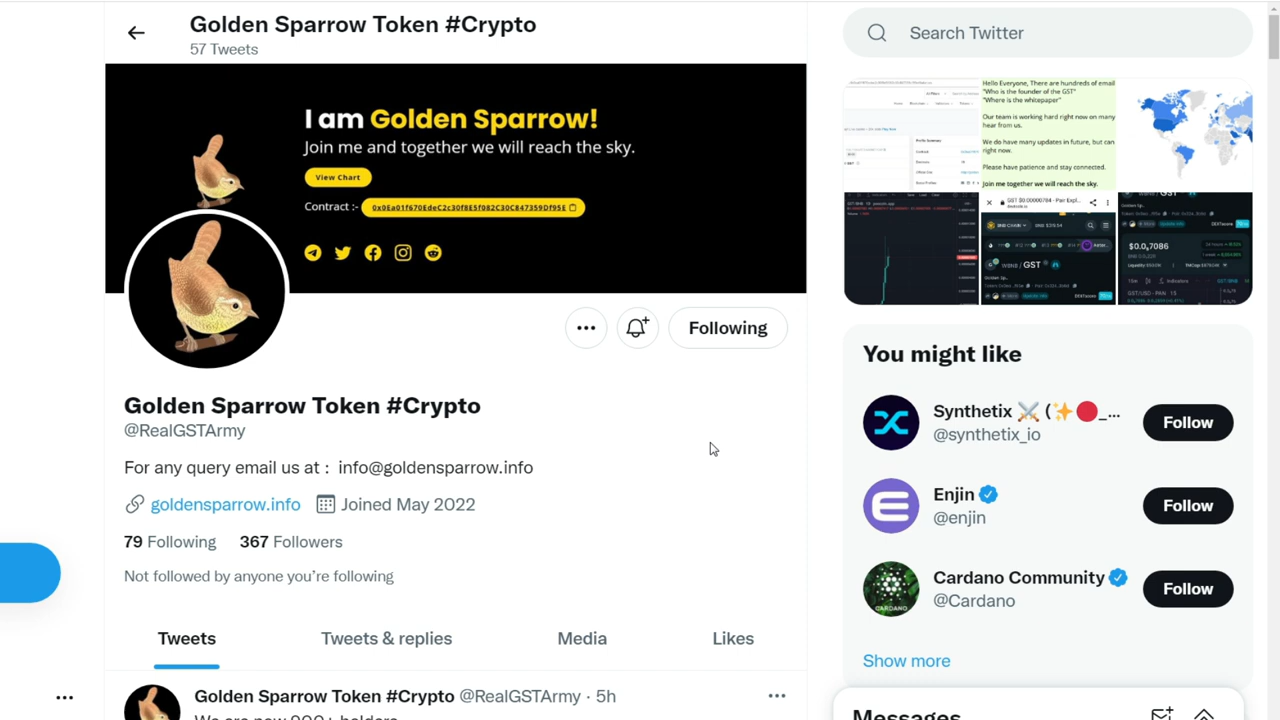 Golden Sparrow Token #Crypto
57 Tweets
I am Golden Sparrow!
Join me and together we will reach the sky.
View Chart
Contract :-
Following
Golden Sparrow Token #Crypto
@RealGSTArmy
For any query email us at : info@goldensparrow.info
goldensparrow.info Joined May 2022
79 Following 367 Followers
Not followed by anyone you're following
Tweets Tweets & replies Media Likes
Golden Sparrow Token #Crypto @RealGSTArmy · 5h
Search Twitter
Hello Everyone, There are hundreds of email
"Who is the founder of the GST"
"Where is the whitepaper"
Our team is working hard right now on many
hear from us.
We do have many updates in future, but can
right now.
Please have patience and stay connected.
Join me together we will reach the sky.
You might like
Synthetix ⚔️ (✨🔴_...
@synthetix_io
Follow
Enjin
@enjin
Follow
Cardano Community
@Cardano
Follow
CARDANO
Show more
Messages